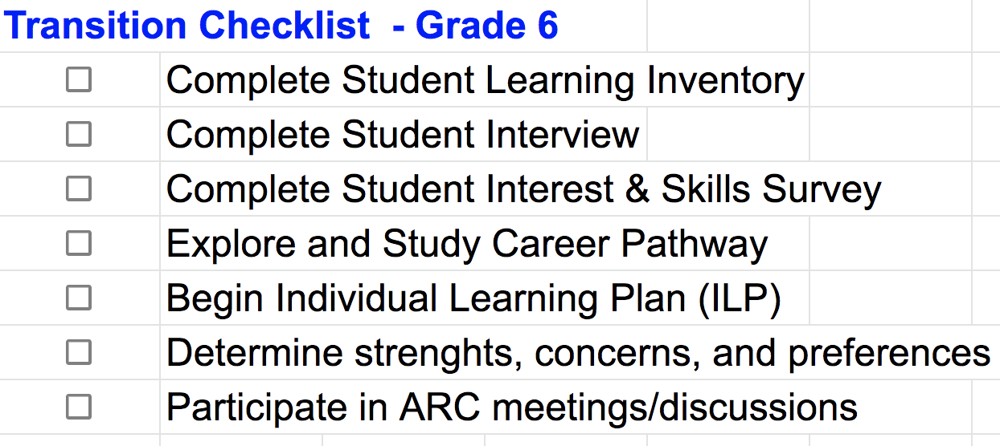 Transition Checklist  - Grade 6
Complete Student Learning Inventory
Complete Student Interview
Complete Student Interest & Skills Survey
Explore and Study Career Pathway
Begin Individual Learning Plan (ILP)
Determine strenghts, concerns, and preferences
Participate in ARC meetings/discussions